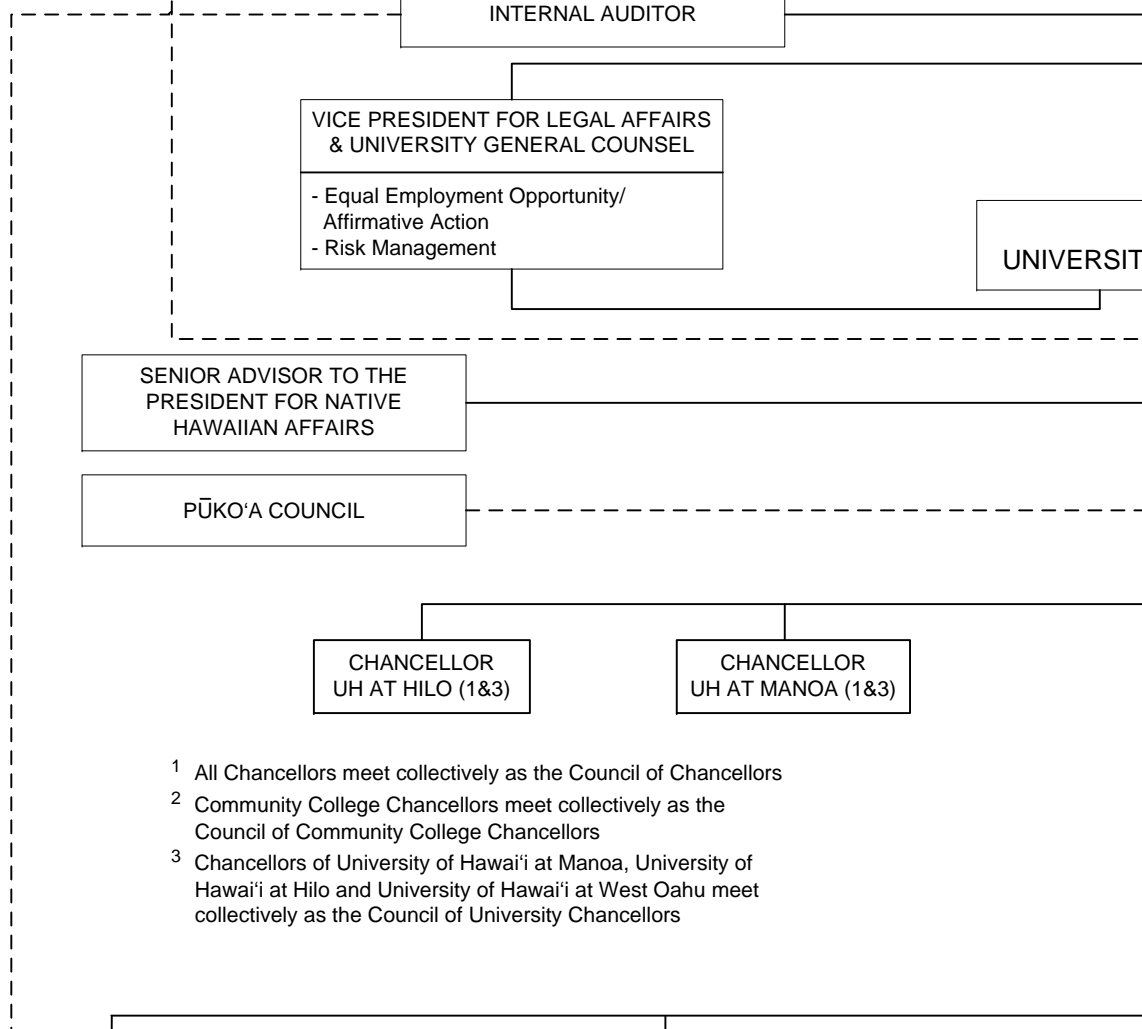 INTERNAL AUDITOR
VICE PRESIDENT FOR LEGAL AFFAIRS
& UNIVERSITY GENERAL COUNSEL
- Equal Employment Opportunity/
Affirmative Action
- Risk Management
UNIVERSIT
SENIOR ADVISOR TO THE
PRESIDENT FOR NATIVE
HAWAIIAN AFFAIRS
PŪKOʻA COUNCIL
CHANCELLOR
UH AT HILO (1&3)
CHANCELLOR
UH AT MANOA (1&3)
1 All Chancellors meet collectively as the Council of Chancellors
2 Community College Chancellors meet collectively as the
Council of Community College Chancellors
3 Chancellors of University of Hawaiʻi at Manoa, University of
Hawaiʻi at Hilo and University of Hawaiʻi at West Oahu meet
collectively as the Council of University Chancellors